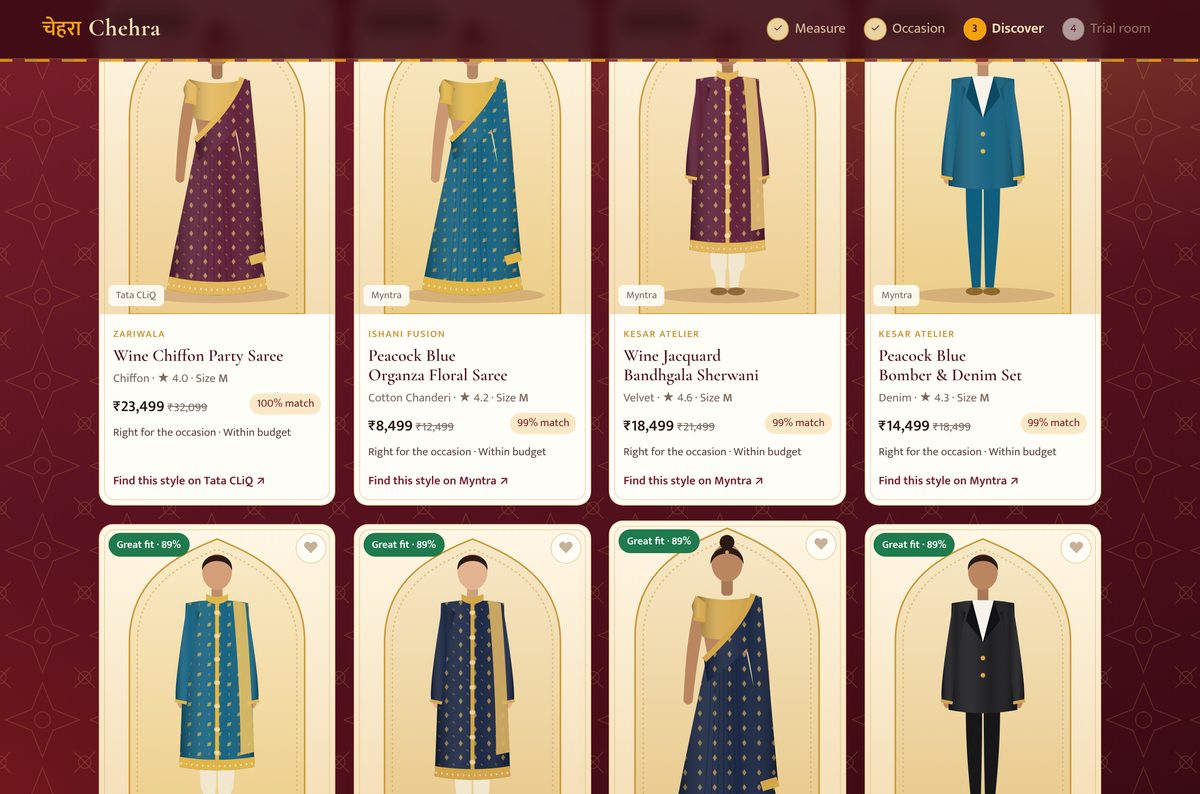 चेहरा Chehra
✓ Measure ✓ Occasion 3 Discover 4 Trial room
Tata CLiQ
ZARIWALA
Wine Chiffon Party Saree
Chiffon · ★ 4.0 · Size M
₹23,499 ₹32,099
100% match
Right for the occasion · Within budget
Find this style on Tata CLiQ ↗
Myntra
ISHANI FUSION
Peacock Blue
Organza Floral Saree
Cotton Chanderi · ★ 4.2 · Size M
₹8,499 ₹12,499
99% match
Right for the occasion · Within budget
Find this style on Myntra ↗
Myntra
KESAR ATELIER
Wine Jacquard
Bandhgala Sherwani
Velvet · ★ 4.6 · Size M
₹18,499 ₹21,499
99% match
Right for the occasion · Within budget
Find this style on Myntra ↗
Myntra
KESAR ATELIER
Peacock Blue
Bomber & Denim Set
Denim · ★ 4.3 · Size M
₹14,499 ₹18,499
99% match
Right for the occasion · Within budget
Find this style on Myntra ↗
Great fit · 89%
Great fit · 89%
Great fit · 89%
Great fit · 89%